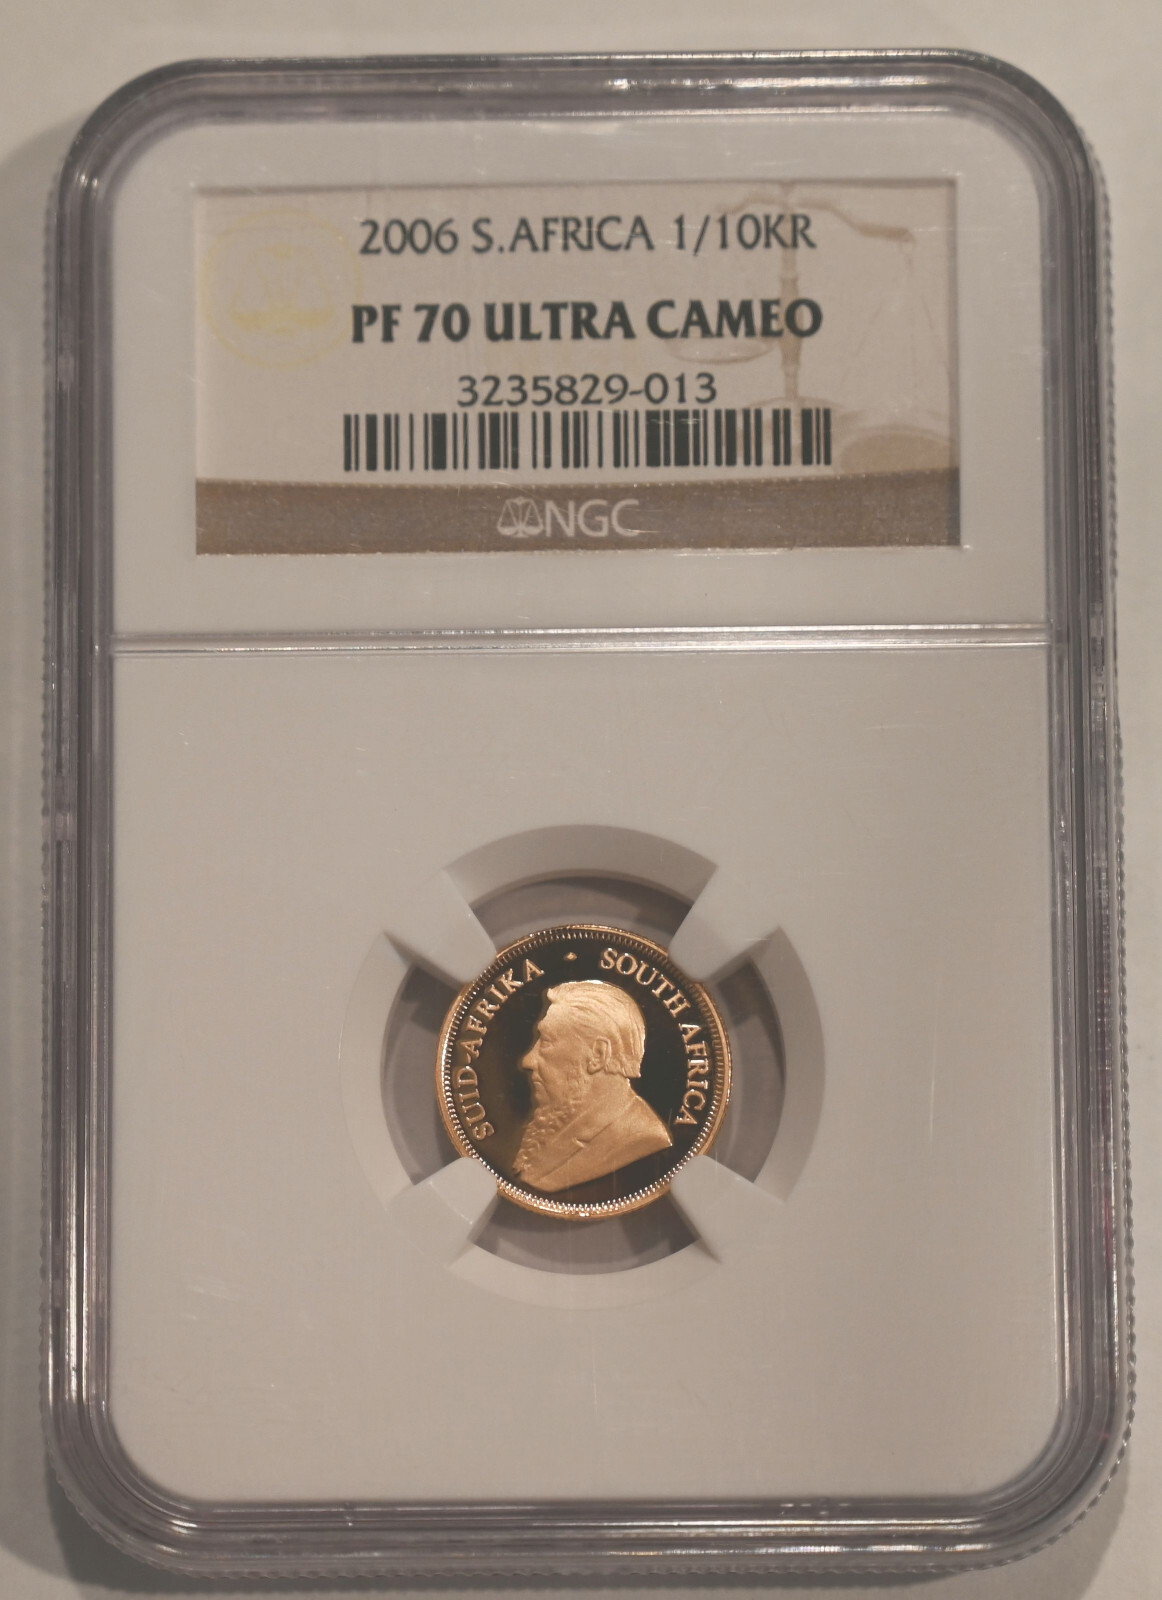 2006 S.AFRICA 1/10KR
PF 70 ULTRA CAMEO
3235829-013
NGC
SUID-AFRIKA · SOUTH AFRICA